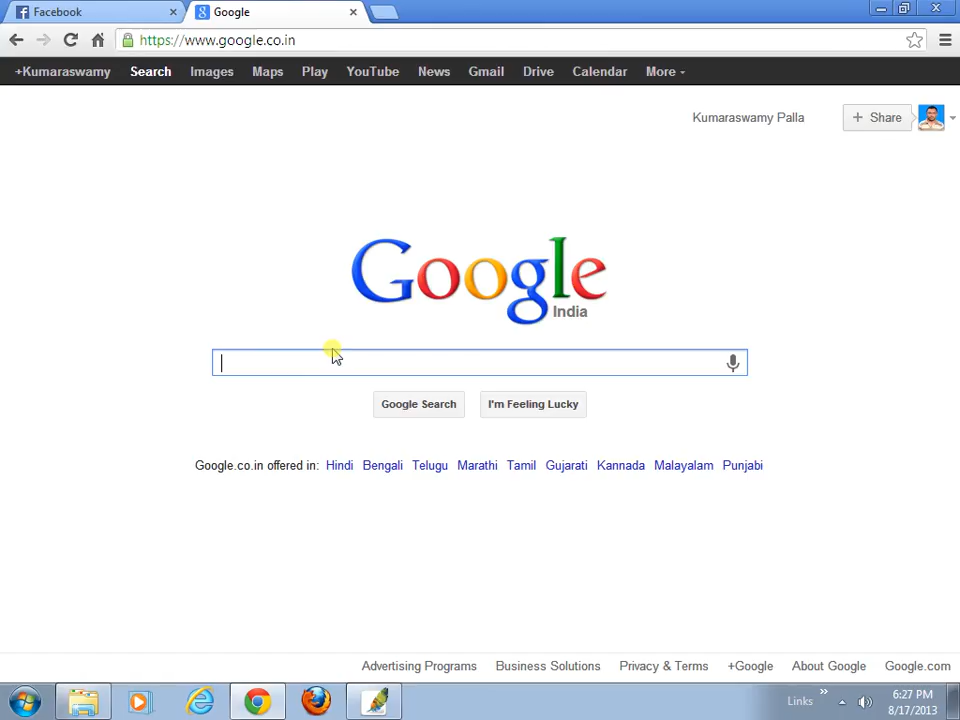 Facebook
Google
https://www.google.co.in
+Kumaraswamy Search Images Maps Play YouTube News Gmail Drive Calendar More
Kumaraswamy Palla
+ Share
Google
India
Google Search I'm Feeling Lucky
Google.co.in offered in: Hindi Bengali Telugu Marathi Tamil Gujarati Kannada Malayalam Punjabi
Advertising Programs Business Solutions Privacy & Terms +Google About Google Google.com
Links
6:27 PM
8/17/2013